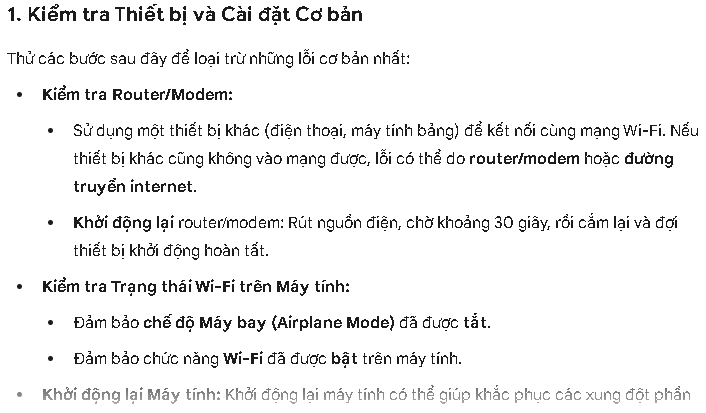 1. Kiểm tra Thiết bị và Cài đặt Cơ bản
Thử các bước sau đây để loại trừ những lỗi cơ bản nhất:
• Kiểm tra Router/Modem:
• Sử dụng một thiết bị khác (điện thoại, máy tính bảng) để kết nối cùng mạng Wi-Fi. Nếu
thiết bị khác cũng không vào mạng được, lỗi có thể do router/modem hoặc đường
truyền internet.
• Khởi động lại router/modem: Rút nguồn điện, chờ khoảng 30 giây, rồi cắm lại và đợi
thiết bị khởi động hoàn tất.
• Kiểm tra Trạng thái Wi-Fi trên Máy tính:
• Đảm bảo chế độ Máy bay (Airplane Mode) đã được tắt.
• Đảm bảo chức năng Wi-Fi đã được bật trên máy tính.
• Khởi động lại Máy tính: Khởi động lại máy tính có thể giúp khắc phục các xung đột phần